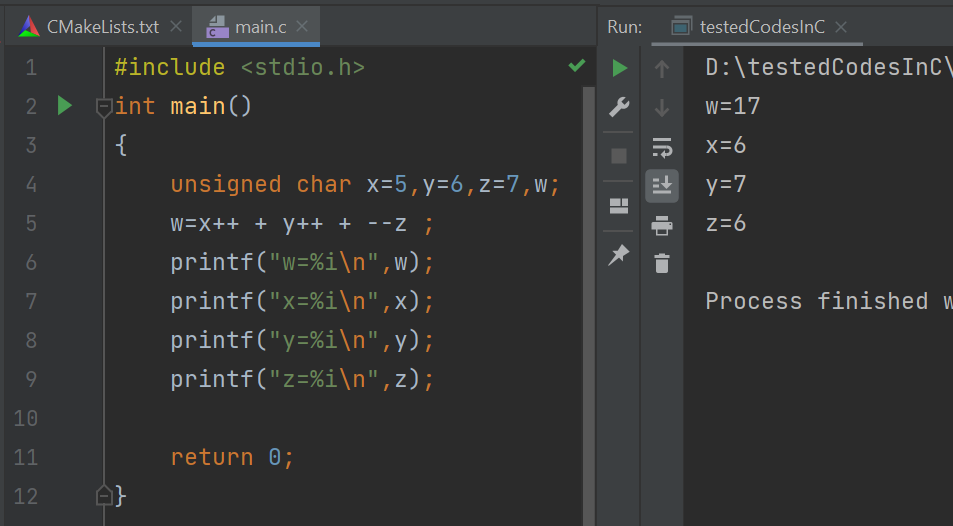 CMakeLists.txt
main.c
Run:
testedCodesInC
1 #include <stdio.h>
2 int main()
3 {
4 unsigned char x=5,y=6,z=7,w;
5 w=x++ + y++ + --z ;
6 printf("w=%i\n",w);
7 printf("x=%i\n",x);
8 printf("y=%i\n",y);
9 printf("z=%i\n",z);
10
11 return 0;
12 }
D:\testedCodesInC\
w=17
x=6
y=7
z=6
Process finished